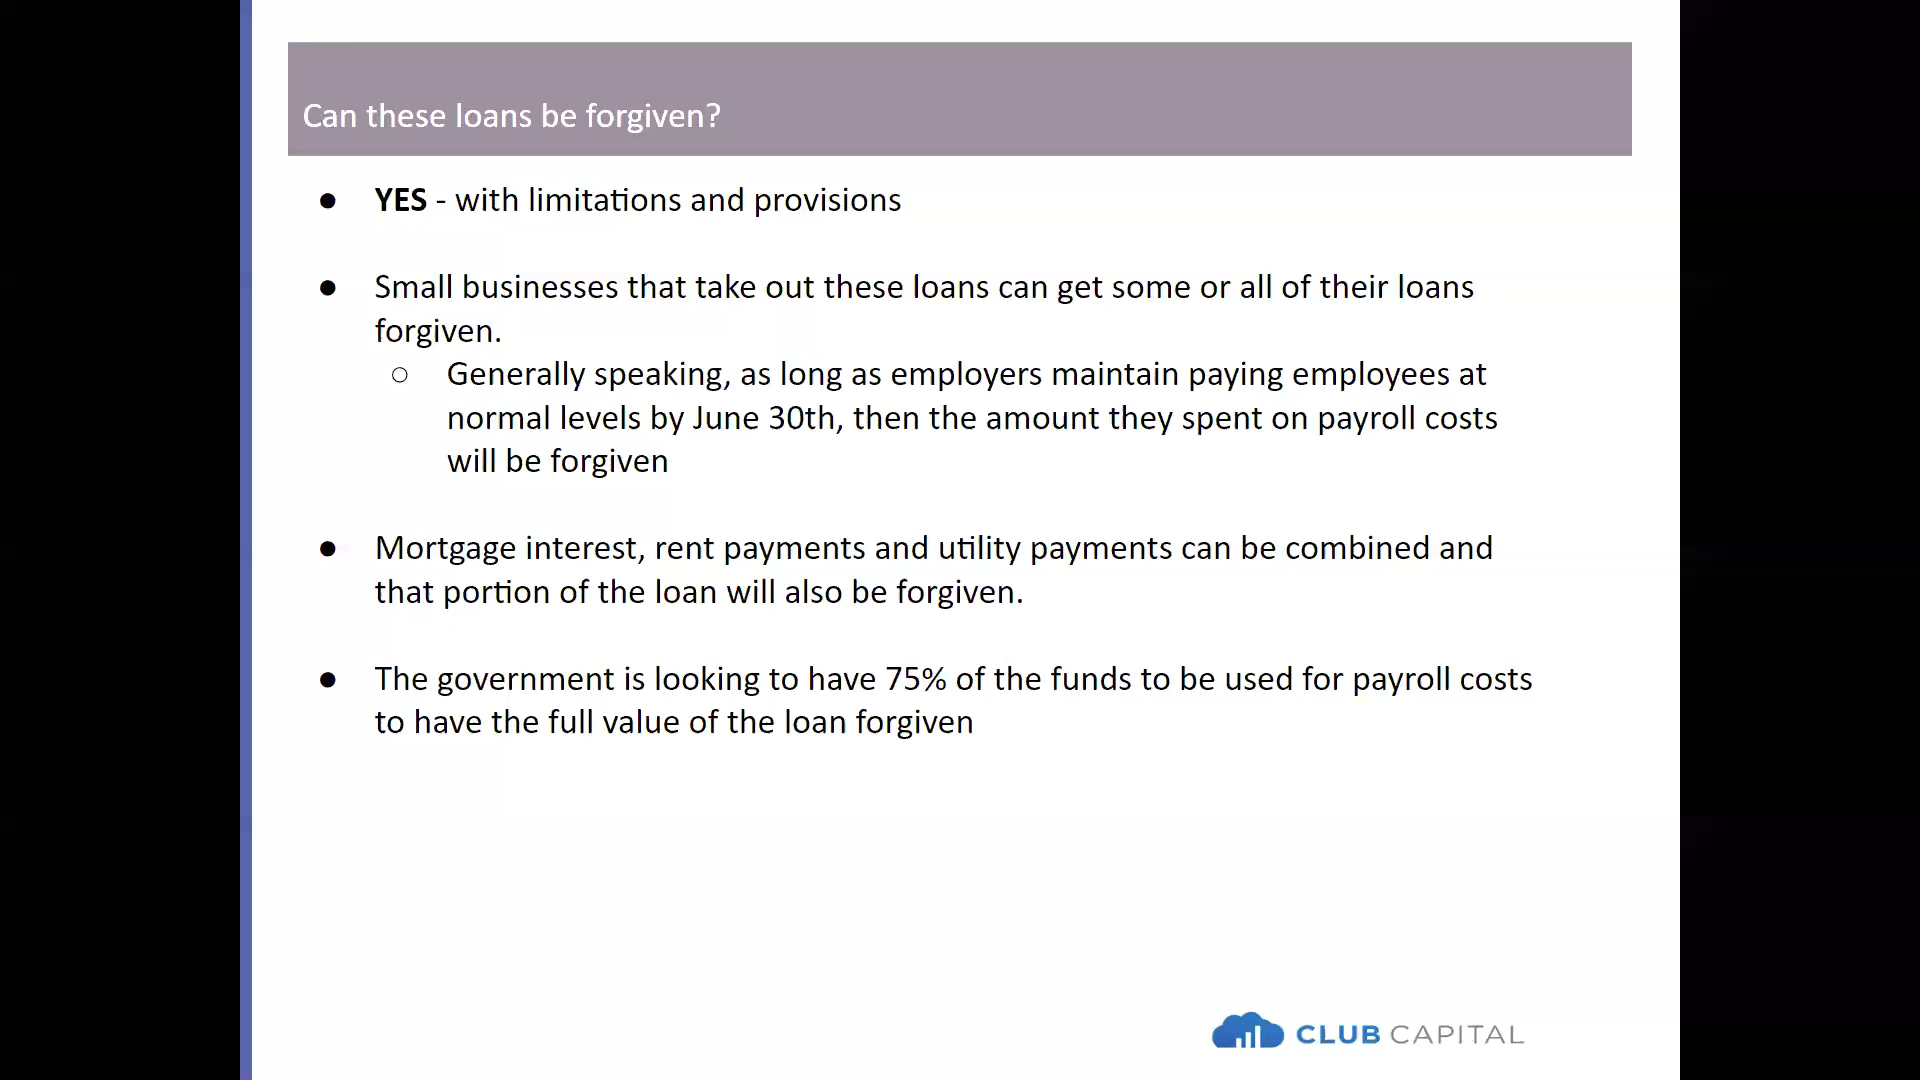 Can these loans be forgiven?
● YES - with limitations and provisions
● Small businesses that take out these loans can get some or all of their loans
forgiven.
○ Generally speaking, as long as employers maintain paying employees at
normal levels by June 30th, then the amount they spent on payroll costs
will be forgiven
● Mortgage interest, rent payments and utility payments can be combined and
that portion of the loan will also be forgiven.
● The government is looking to have 75% of the funds to be used for payroll costs
to have the full value of the loan forgiven
CLUB CAPITAL